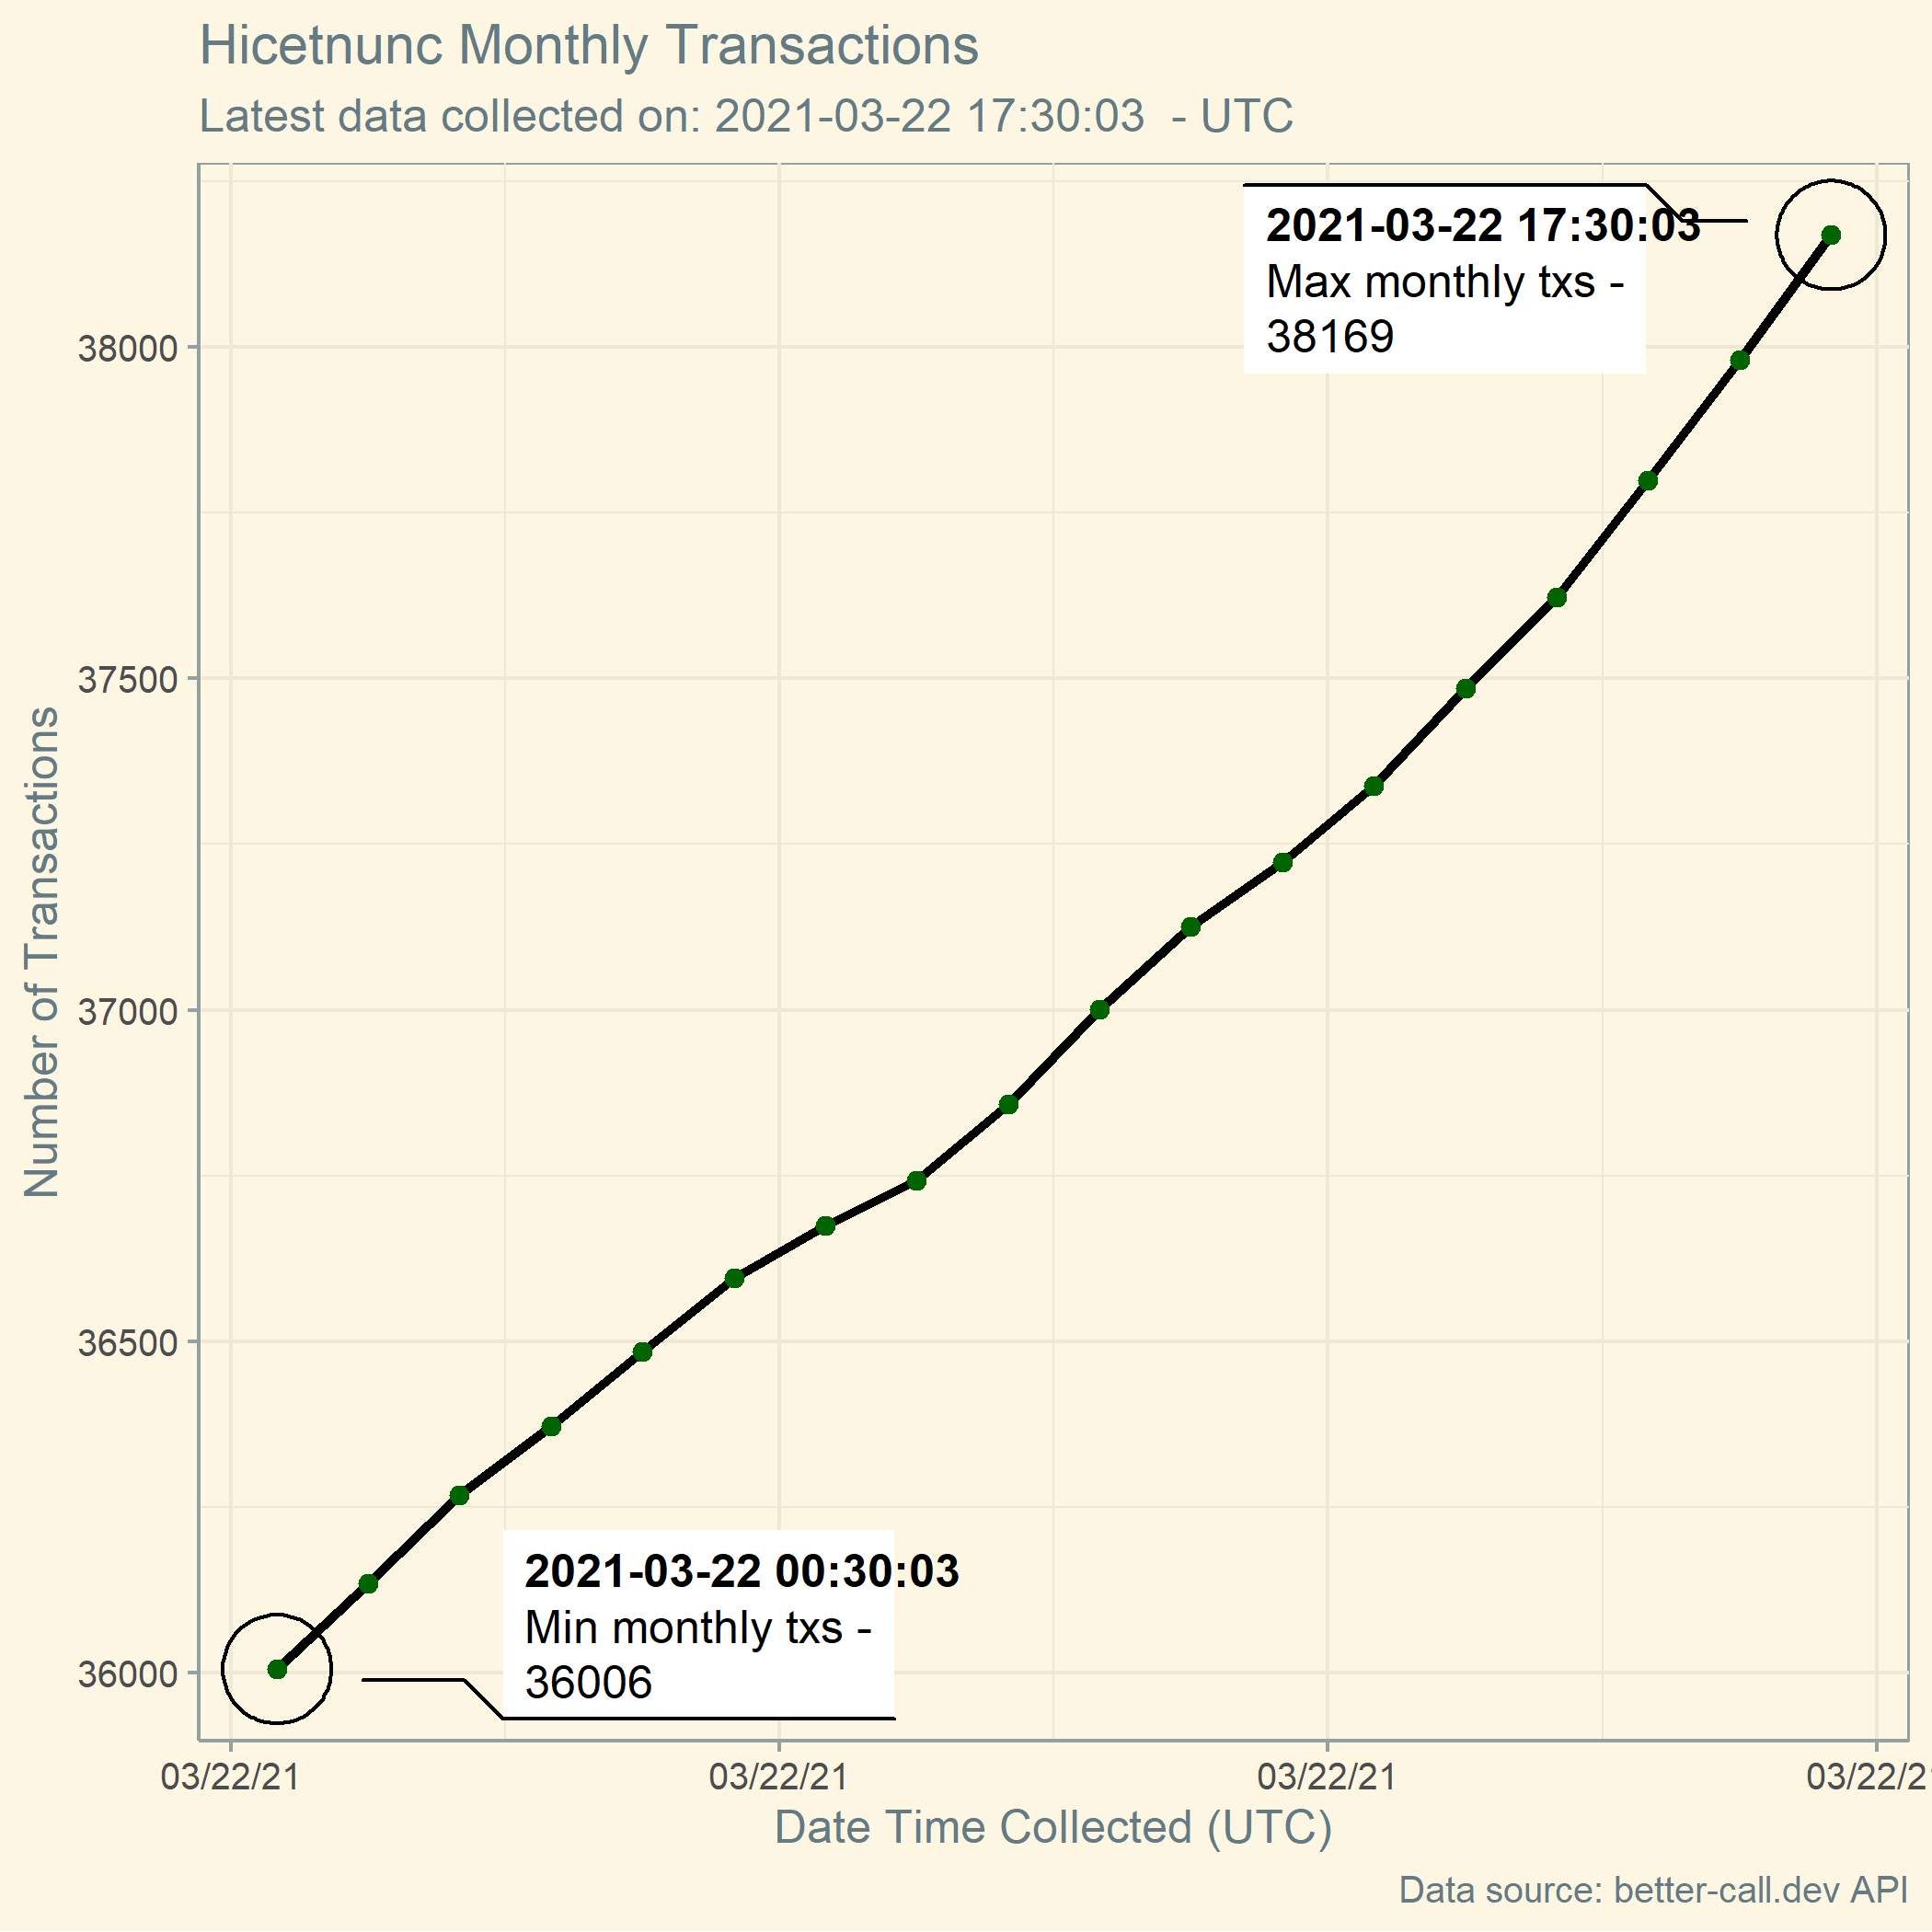 Hicetnunc Monthly Transactions
Latest data collected on: 2021-03-22 17:30:03 - UTC
2021-03-22 17:30:03
Max monthly txs -
38169
38000
37500
37000
36500
36000
Number of Transactions
2021-03-22 00:30:03
Min monthly txs -
36006
03/22/21 03/22/21 03/22/21 03/22/21
Date Time Collected (UTC)
Data source: better-call.dev API